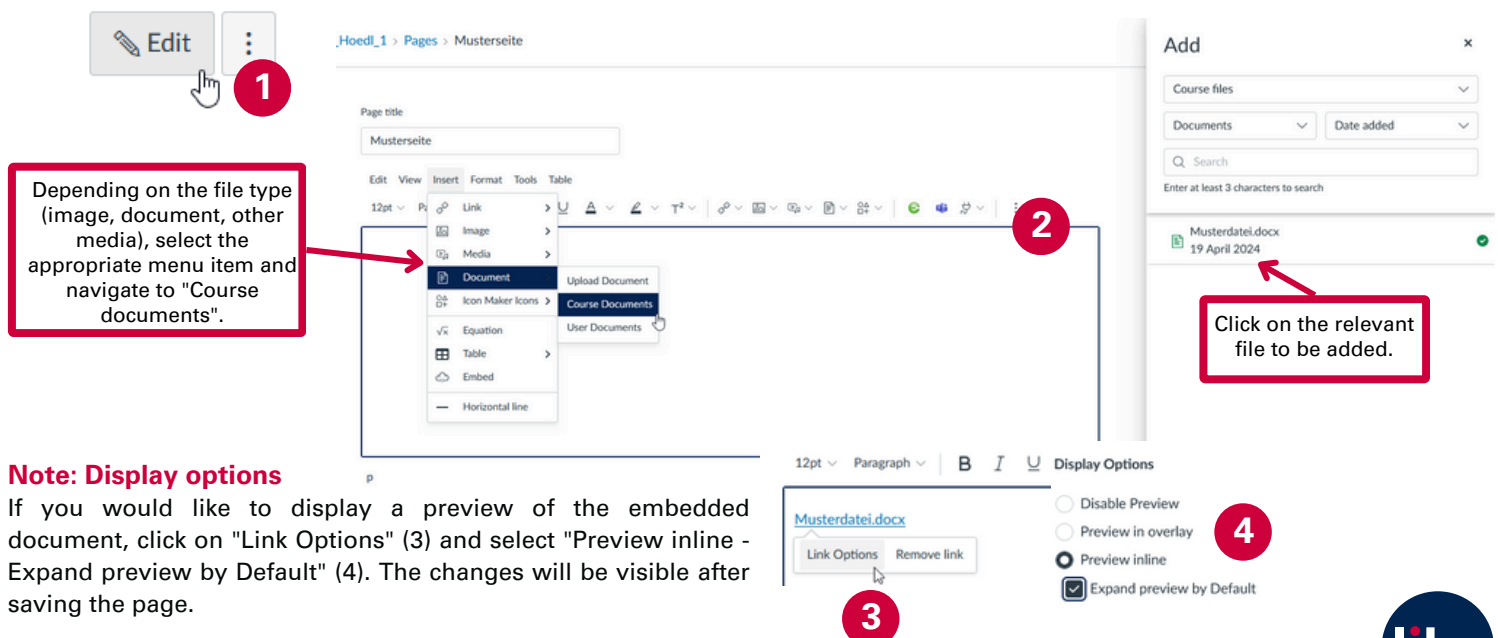 Edit
1
_Hoedl_1 > Pages > Musterseite
Page title
Musterseite
Edit View Insert Format Tools Table
12pt
Link
Image
Media
Document
Icon Maker Icons
Equation
Table
Embed
Horizontal line
Upload Document
Course Documents
User Documents
p
2
Depending on the file type
(image, document, other
media), select the
appropriate menu item and
navigate to "Course
documents".
Add
Course files
Documents
Date added
Search
Enter at least 3 characters to search
Musterdatei.docx
19 April 2024
Click on the relevant
file to be added.
Note: Display options
If you would like to display a preview of the embedded
document, click on "Link Options" (3) and select "Preview inline -
Expand preview by Default" (4). The changes will be visible after
saving the page.
12pt Paragraph B I U
Musterdatei.docx
Link Options Remove link
3
Display Options
Disable Preview
Preview in overlay
Preview inline
Expand preview by Default
4